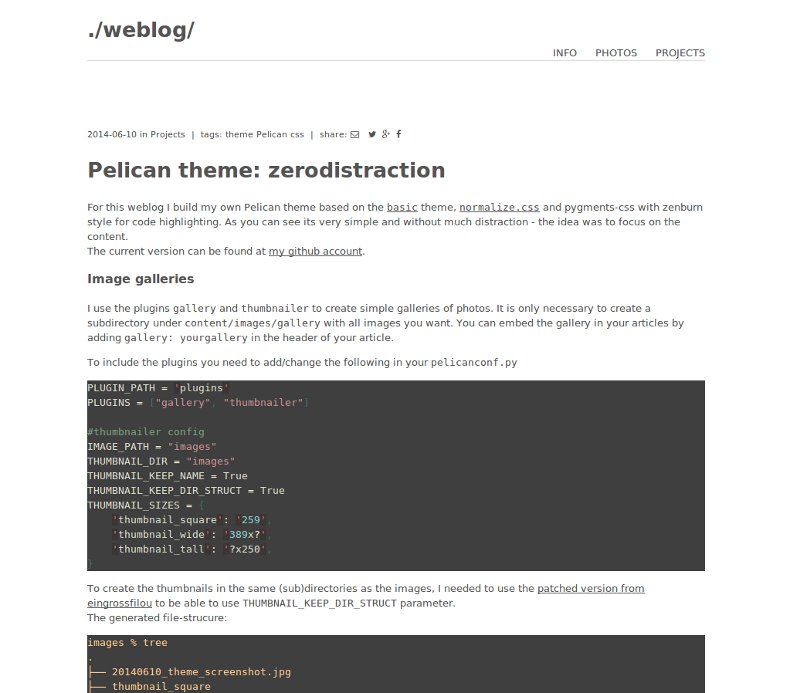 ./weblog/
INFO PHOTOS PROJECTS
2014-06-10 in Projects | tags: theme Pelican css | share:
Pelican theme: zerodistraction
For this weblog I build my own Pelican theme based on the basic theme, normalize.css and pygments-css with zenburn
style for code highlighting. As you can see its very simple and without much distraction - the idea was to focus on the
content.
The current version can be found at my github account.
Image galleries
I use the plugins gallery and thumbnailer to create simple galleries of photos. It is only necessary to create a
subdirectory under content/images/gallery with all images you want. You can embed the gallery in your articles by
adding gallery: yourgallery in the header of your article.
To include the plugins you need to add/change the following in your pelicanconf.py
PLUGIN_PATH = 'plugins'
PLUGINS = ["gallery", "thumbnailer"]
#thumbnailer config
IMAGE_PATH = "images"
THUMBNAIL_DIR = "images"
THUMBNAIL_KEEP_NAME = True
THUMBNAIL_KEEP_DIR_STRUCT = True
THUMBNAIL_SIZES = {
    'thumbnail_square': '259',
    'thumbnail_wide': '389x?',
    'thumbnail_tall': '?x250',
}
To create the thumbnails in the same (sub)directories as the images, I needed to use the patched version from
eingrossfilou to be able to use THUMBNAIL_KEEP_DIR_STRUCT parameter.
The generated file-strucure:
images % tree
.
├── 20140610_theme_screenshot.jpg
├── thumbnail_square